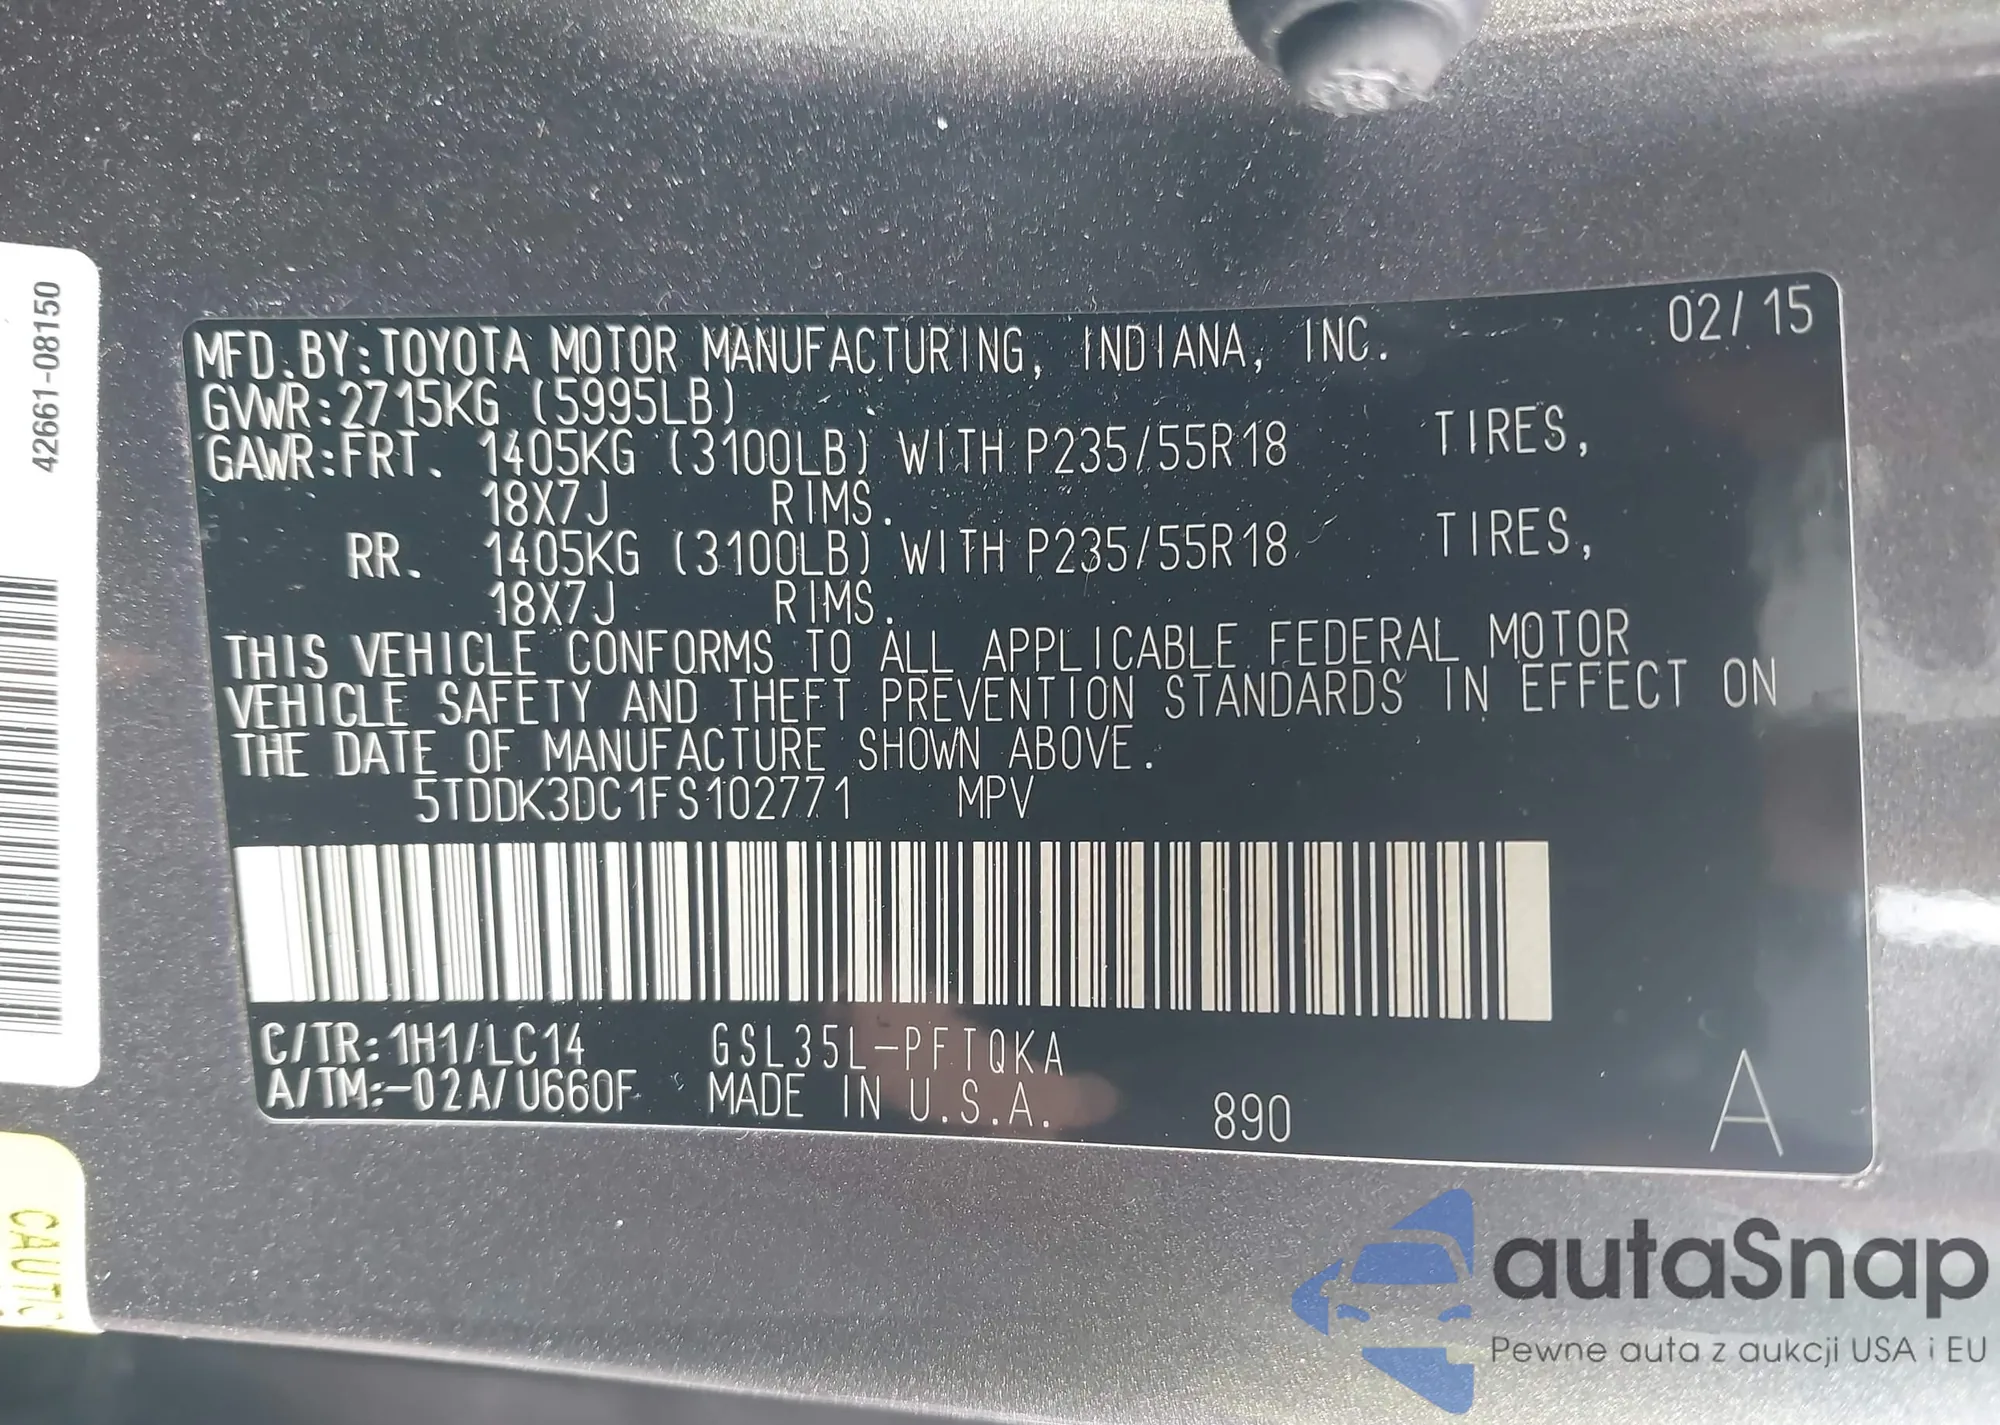 02/15
MFD.BY:TOYOTA MOTOR MANUFACTURING, INDIANA, INC.
GVWR:2715KG (5995LB)
GAWR:FRT. 1405KG (3100LB) WITH P235/55R18 TIRES,
18X7J RIMS.
RR. 1405KG (3100LB) WITH P235/55R18 TIRES,
18X7J RIMS.
THIS VEHICLE CONFORMS TO ALL APPLICABLE FEDERAL MOTOR
VEHICLE SAFETY AND THEFT PREVENTION STANDARDS IN EFFECT ON
THE DATE OF MANUFACTURE SHOWN ABOVE.
5TDDK3DC1FS102771 MPV
C/TR:1H1/LC14 GSL35L-PFTQKA
A/TM:-02A/U660F MADE IN U.S.A. 890 A
42661-08150
autaSnap
Pewne auta z aukcji USA i EU